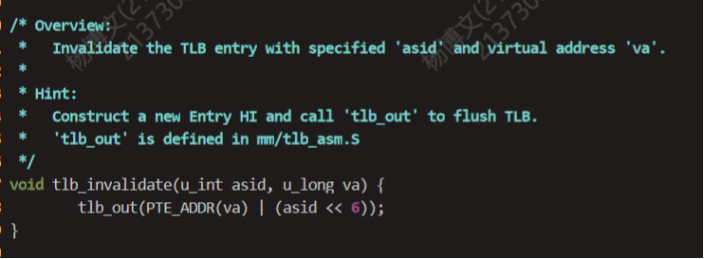 /* Overview:
 *   Invalidate the TLB entry with specified 'asid' and virtual address 'va'.
 *
 * Hint:
 *   Construct a new Entry HI and call 'tlb_out' to flush TLB.
 *   'tlb_out' is defined in mm/tlb_asm.S
 */
void tlb_invalidate(u_int asid, u_long va) {
        tlb_out(PTE_ADDR(va) | (asid << 6));
}